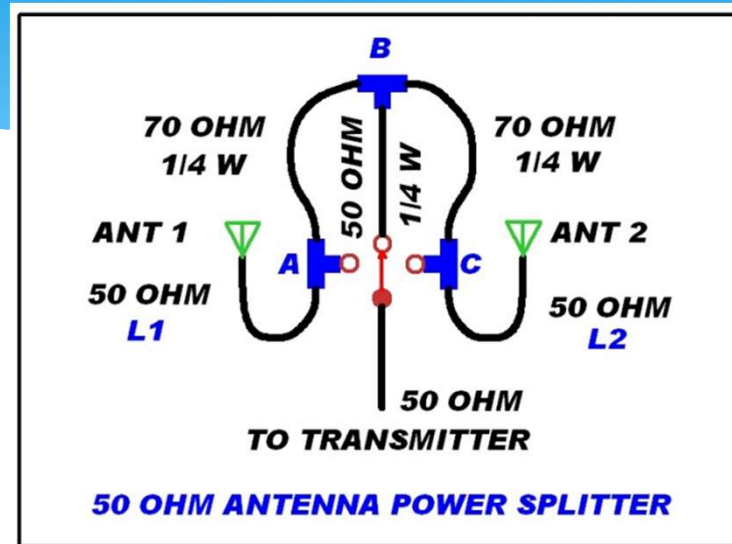 B
70 OHM
1/4 W
50 OHM
1/4 W
70 OHM
1/4 W
ANT 1
A
C
ANT 2
50 OHM
L1
50 OHM
L2
50 OHM
TO TRANSMITTER
50 OHM ANTENNA POWER SPLITTER